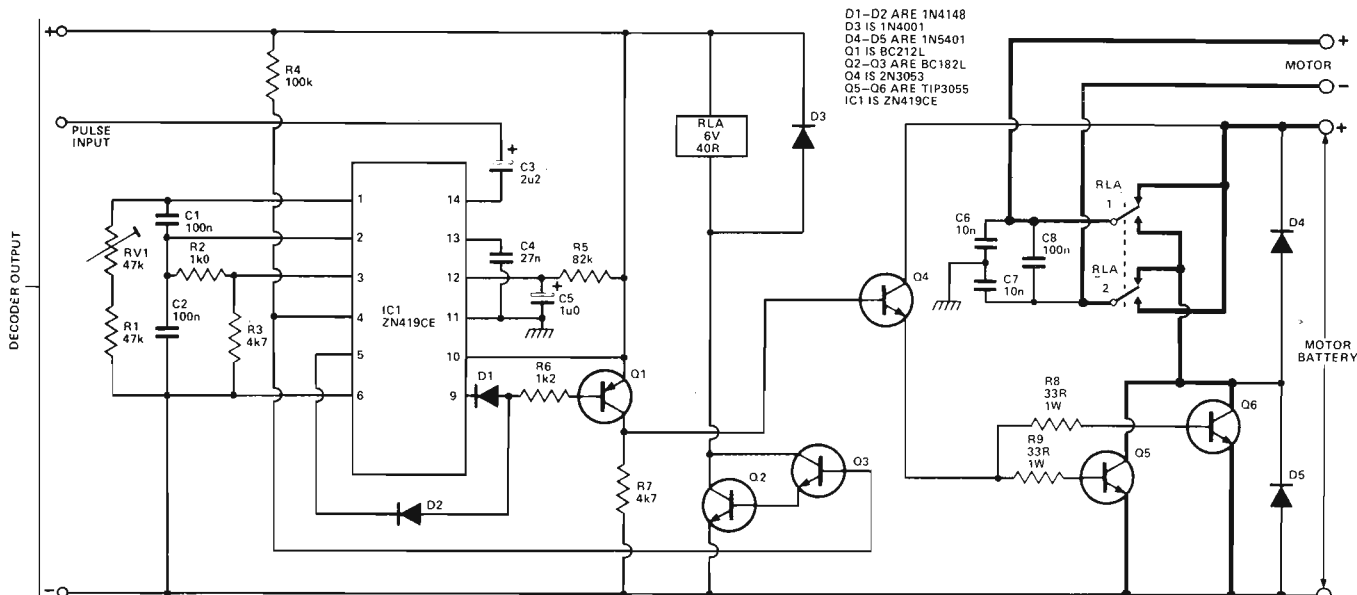 D1–D2 ARE 1N4148
D3 IS 1N4001
D4–D5 ARE 1N5401
Q1 IS BC212L
Q2–Q3 ARE BC182L
Q4 IS 2N3053
Q5–Q6 ARE TIP3055
IC1 IS ZN419CE
+
R4
100k
PULSE
INPUT
DECODER OUTPUT
RV1
47k
R1
47k
C1
100n
R2
1k0
C2
100n
R3
4k7
1
2
3
4
5
6
IC1
ZN419CE
14
13
12
11
10
9
+
C3
2u2
C4
27n
R5
82k
+
C5
1u0
D1
R6
1k2
Q1
D2
R7
4k7
RLA
6V
40R
D3
Q2
Q3
Q4
+
MOTOR
–
+
RLA
1
RLA
2
C6
10n
C7
10n
C8
100n
D4
MOTOR
BATTERY
R8
33R
1W
R9
33R
1W
Q5
Q6
D5
–